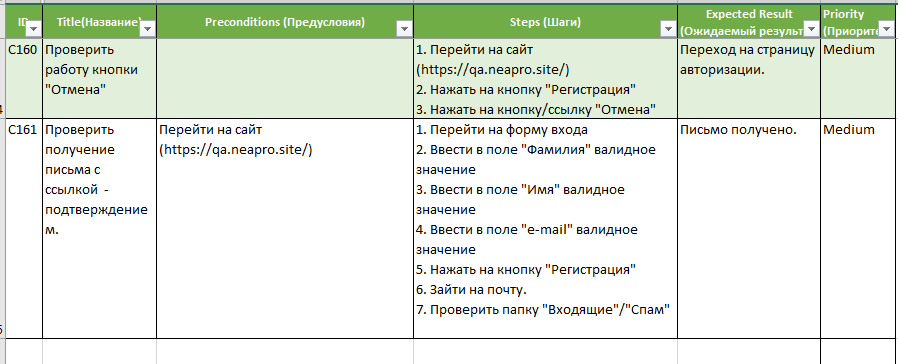 ID Title(Название) Preconditions (Предусловия) Steps (Шаги) Expected Result Priority
(Ожидаемый результ (Приорите
C160 Проверить 1. Перейти на сайт Переход на страницу Medium
работу кнопки (https://qa.neapro.site/) авторизации.
"Отмена" 2. Нажать на кнопку "Регистрация"
3. Нажать на кнопку/ссылку "Отмена"
C161 Проверить Перейти на сайт 1. Перейти на форму входа Письмо получено. Medium
получение (https://qa.neapro.site/) 2. Ввести в поле "Фамилия" валидное
письма с значение
ссылкой - 3. Ввести в поле "Имя" валидное
подтверждение значение
м. 4. Ввести в поле "e-mail" валидное
значение
5. Нажать на кнопку "Регистрация"
6. Зайти на почту.
7. Проверить папку "Входящие"/"Спам"